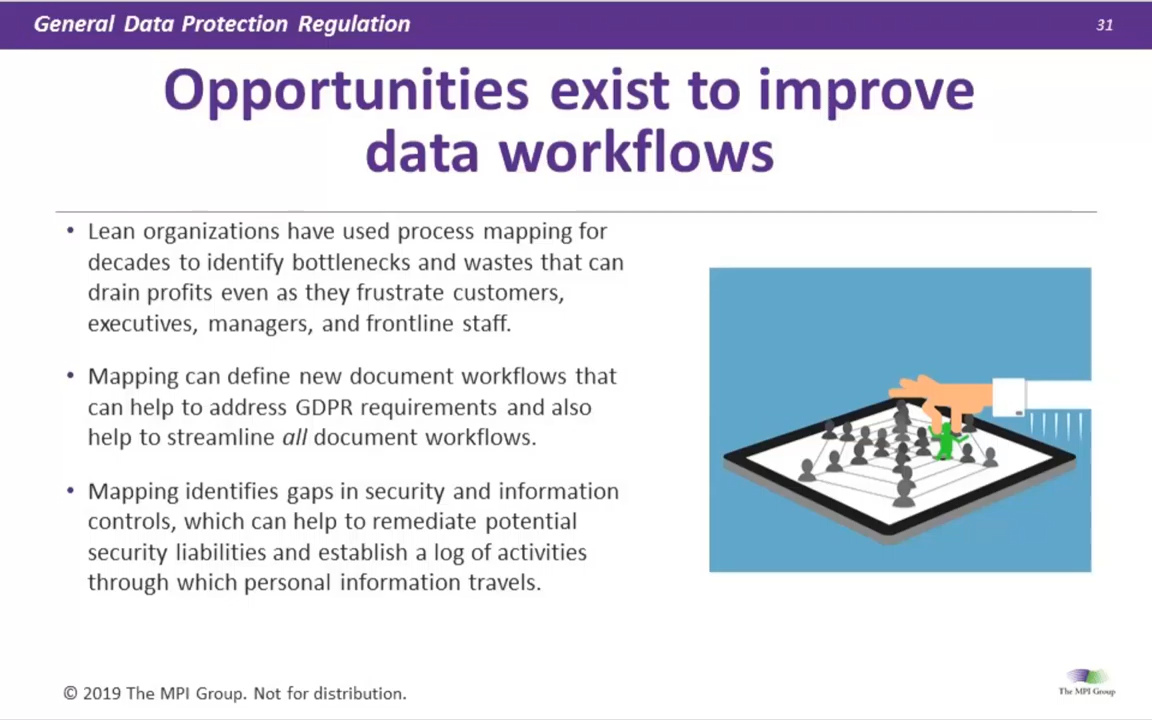 General Data Protection Regulation
31
Opportunities exist to improve
data workflows
• Lean organizations have used process mapping for
decades to identify bottlenecks and wastes that can
drain profits even as they frustrate customers,
executives, managers, and frontline staff.
• Mapping can define new document workflows that
can help to address GDPR requirements and also
help to streamline all document workflows.
• Mapping identifies gaps in security and information
controls, which can help to remediate potential
security liabilities and establish a log of activities
through which personal information travels.
© 2019 The MPI Group. Not for distribution.
The MPI Group